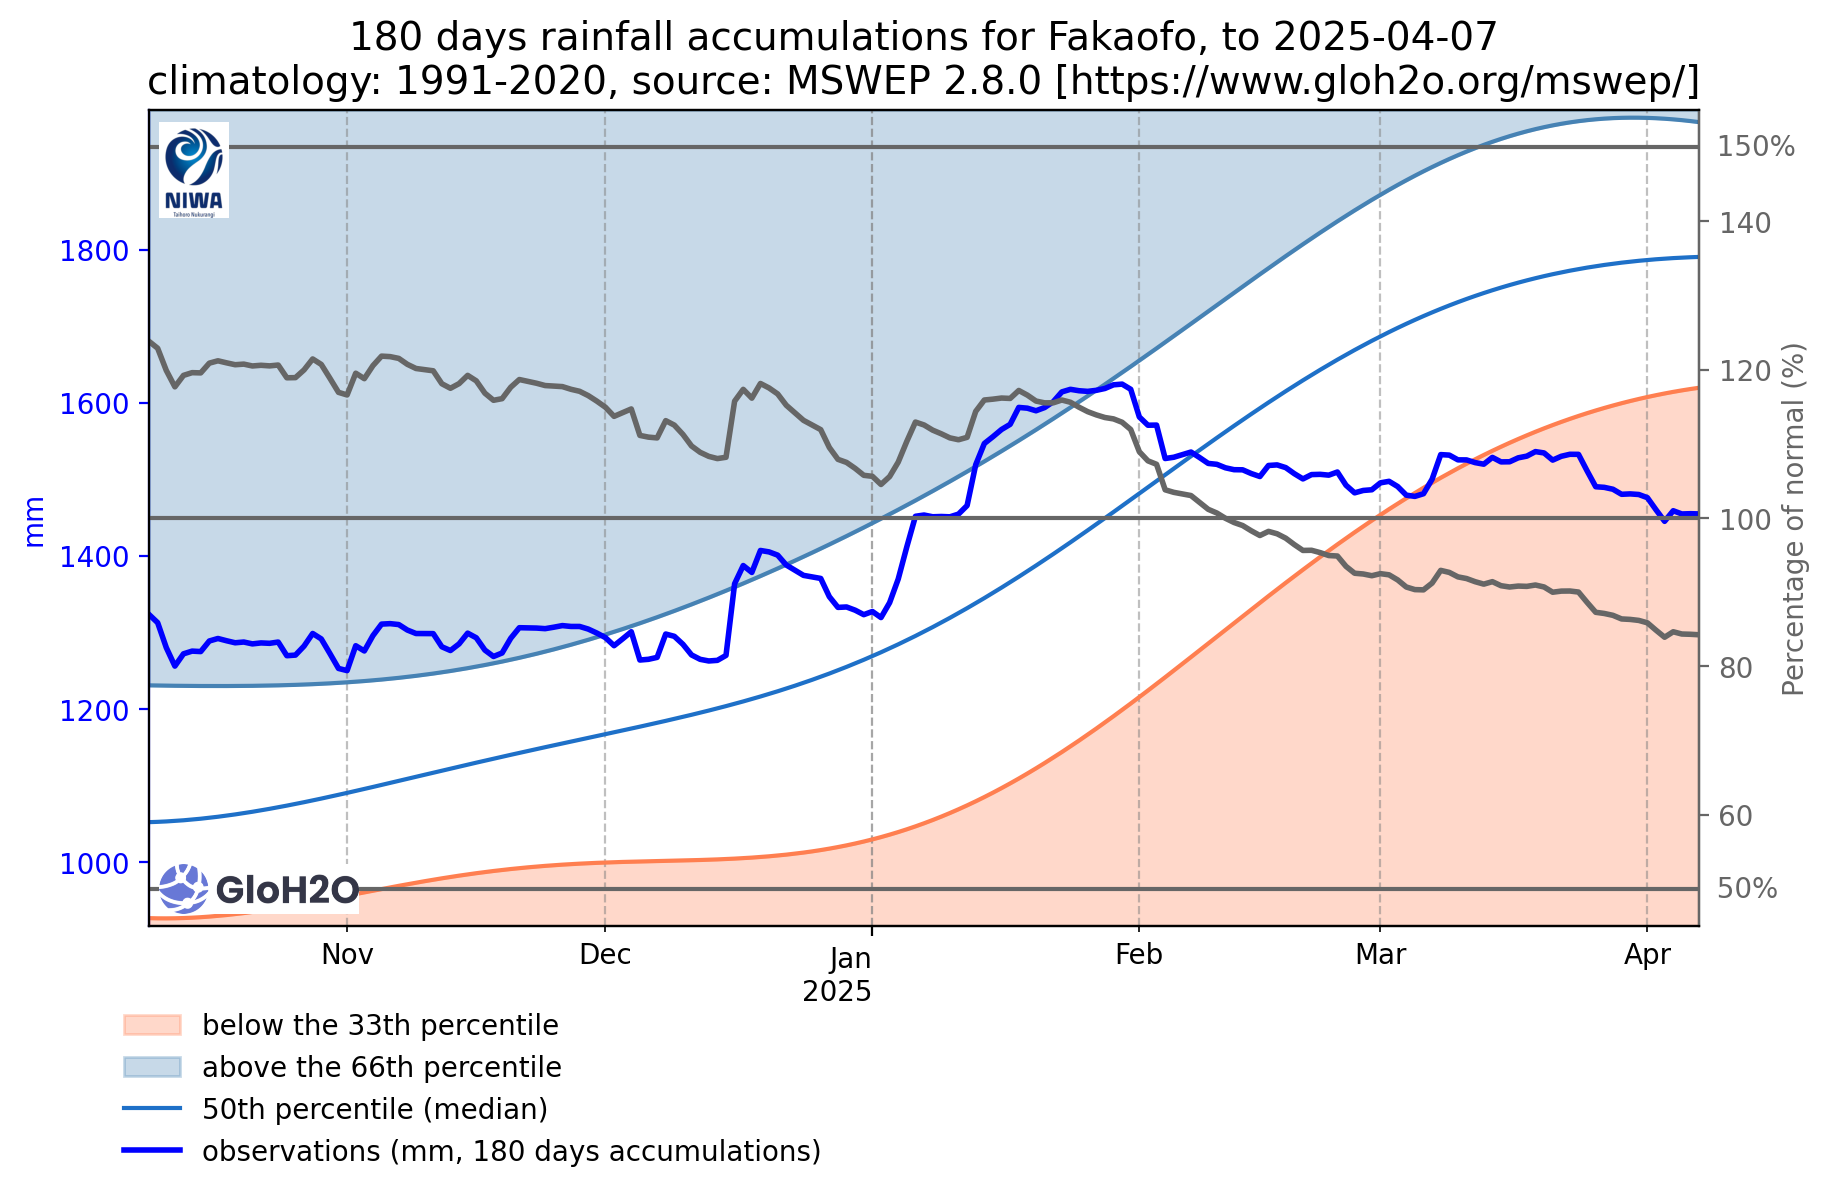 180 days rainfall accumulations for Fakaofo, to 2025-04-07
climatology: 1991-2020, source: MSWEP 2.8.0 [https://www.gloh2o.org/mswep/]
NIWA
Taihoro Nukurangi
150%
140
1800
120
1600
Percentage of normal (%)
mm
100
1400
80
1200
60
1000
GloH2O
50%
Nov
Dec
Jan
2025
Feb
Mar
Apr
below the 33th percentile
above the 66th percentile
50th percentile (median)
observations (mm, 180 days accumulations)